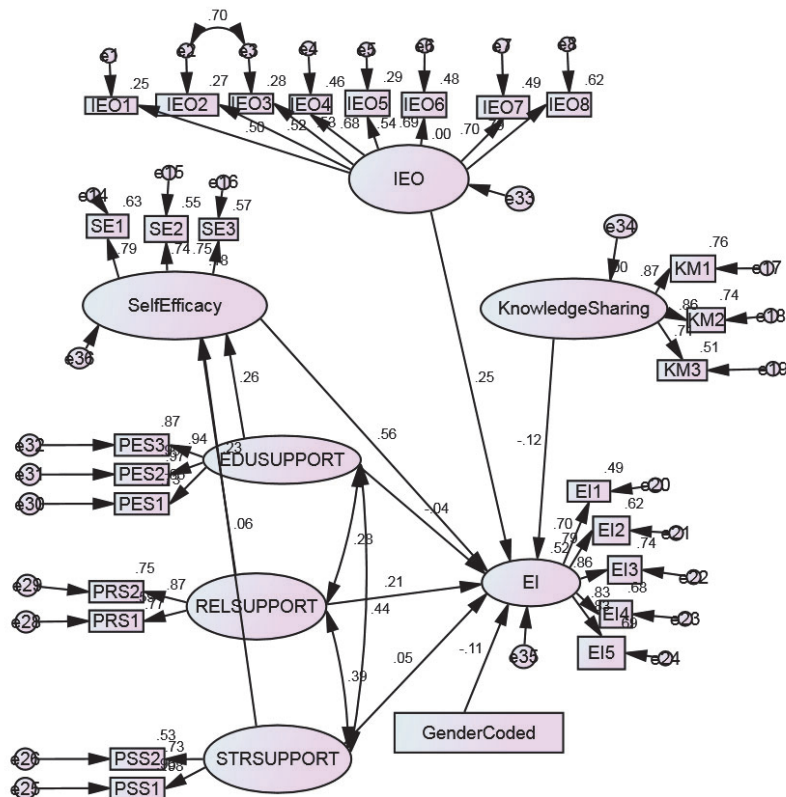 .70
e1 e2 e3 e4 e5 e6 e7 e8
.25 .27 .28 .46 .29 .48 .49 .62
IEO1 IEO2 IEO3 IEO4 IEO5 IEO6 IEO7 IEO8
.50 .52 .53 .68 .54 .69 .00 .70
IEO
e33
e14 e15 e16
.63 .55 .57
SE1 SE2 SE3
.79 .74 .75
SelfEfficacy
e36
e34
KnowledgeSharing
.87 .86
.76 .74 .51
KM1 e17
KM2 e18
KM3 e19
.26 .56 .25 -.12
.87 .94
e32 PES3
e31 PES2
e30 PES1
EDUSUPPORT
.23
-.04
.06 .28 .44
.75 .87
e29 PRS2
e28 PRS1
.77
RELSUPPORT
.21
.39 .05 -.11
.53 .73
e26 PSS2
e25 PSS1
STRSUPPORT
GenderCoded
EI
.52
e35
.70 .79 .86 .83
.49 .62 .74 .68 .69
EI1 e20
EI2 e21
EI3 e22
EI4 e23
EI5 e24